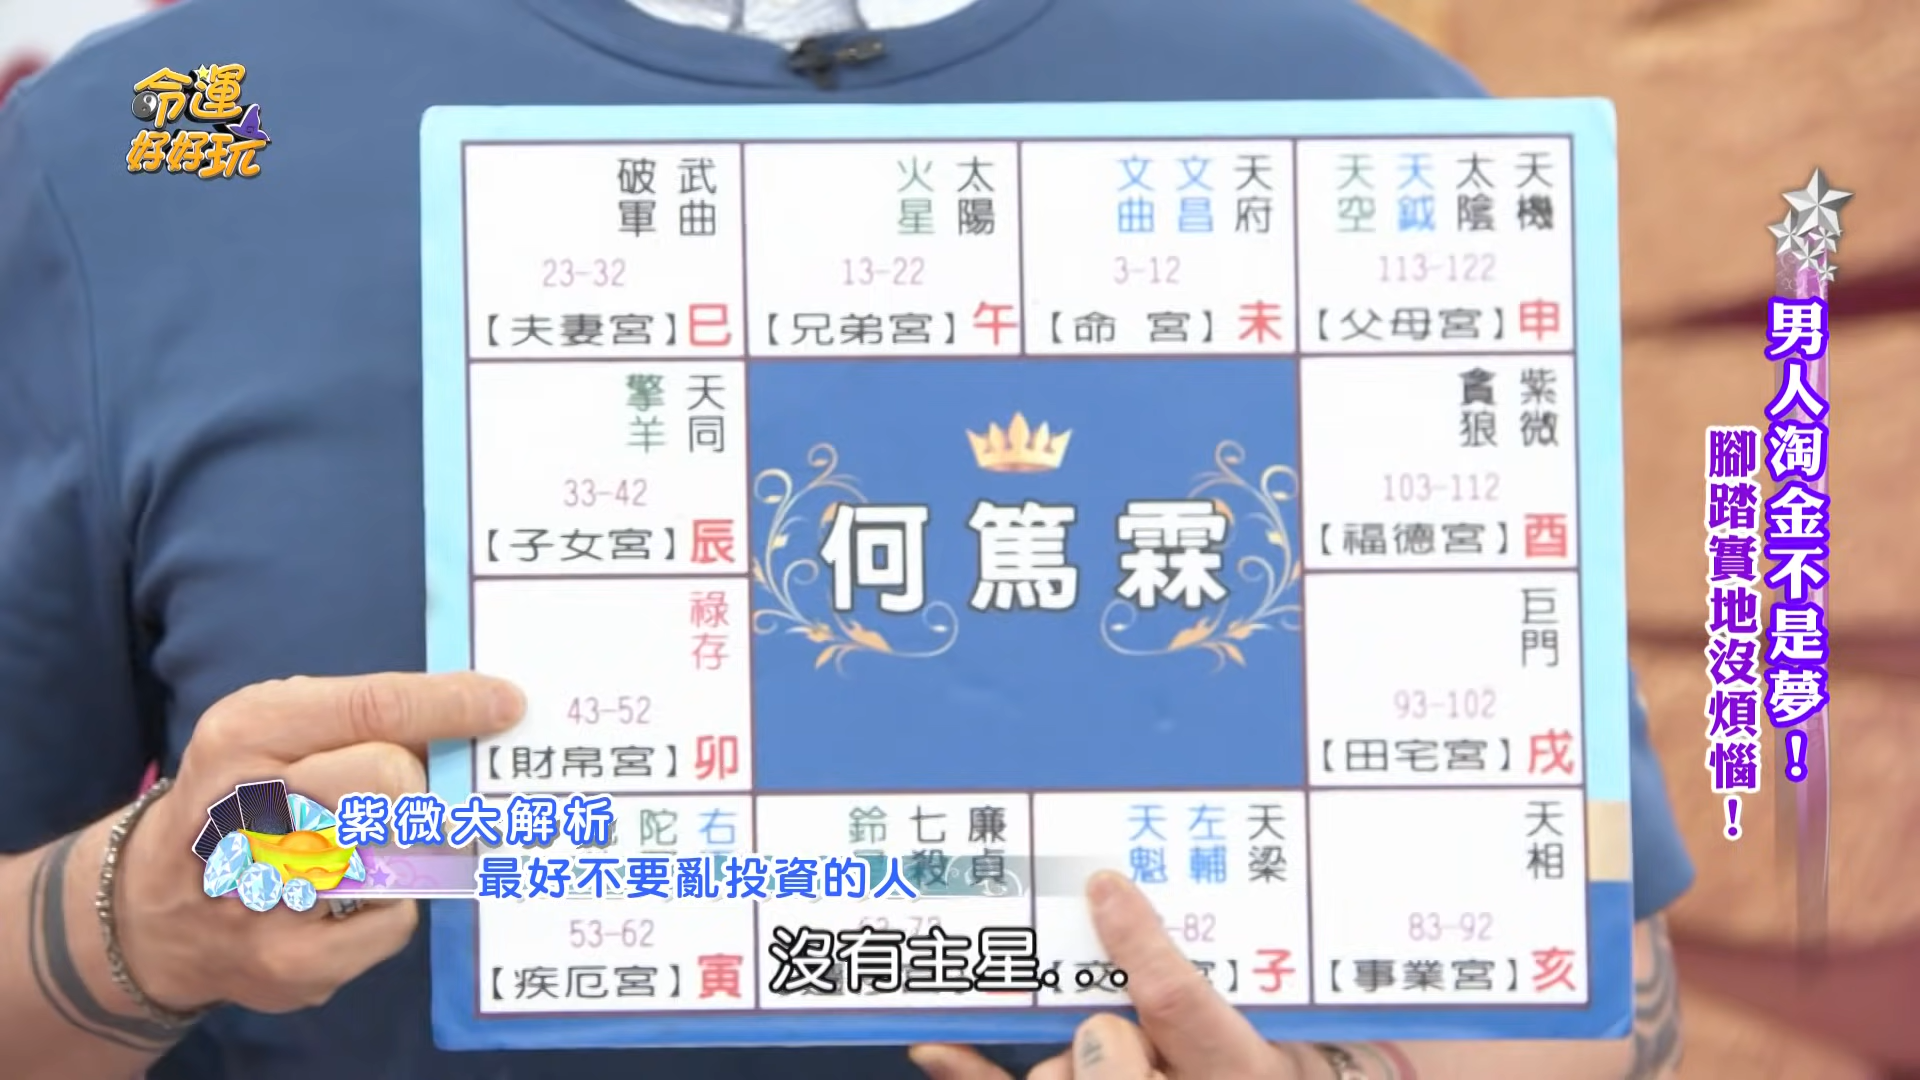 命運
好好玩
武曲 破軍
23-32
【夫妻宮】巳
太陽 火星
13-22
【兄弟宮】午
天府 文昌 文曲
3-12
【命 宮】未
天機 太陰 天鉞 天空
113-122
【父母宮】申
天同 擎羊
33-42
【子女宮】辰
何篤霖
紫微 貪狼
103-112
【福德宮】酉
祿存
43-52
【財帛宮】卯
巨門
93-102
【田宅宮】戌
右 陀
53-62
【疾厄宮】寅
廉貞 七殺 鈴
天梁 左輔 天魁
-82
子
天相
83-92
【事業宮】亥
男人淘金不是夢！
腳踏實地沒煩惱！
紫微大解析
最好不要亂投資的人
沒有主星...